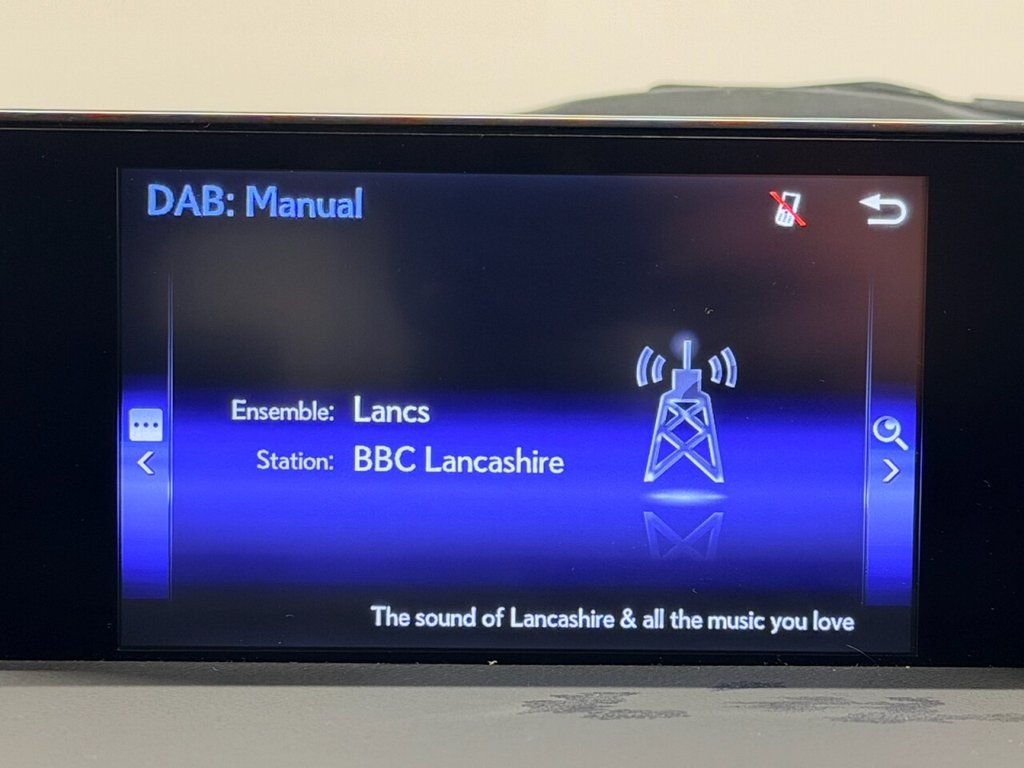 DAB: Manual
Ensemble: Lancs
Station: BBC Lancashire
The sound of Lancashire & all the music you love